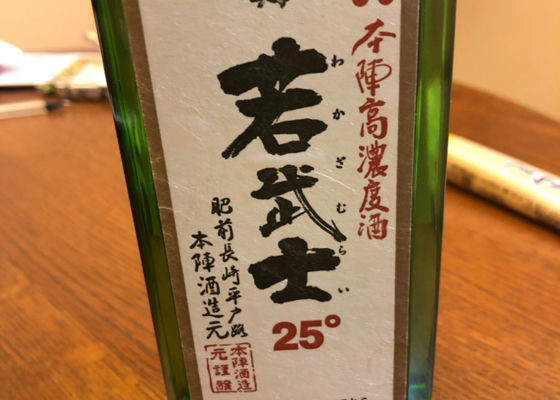 本陣高濃度酒
若武士
わかざむらい
肥前長崎平戸路
本陣酒造元
25°
本陣酒造
元謹醸